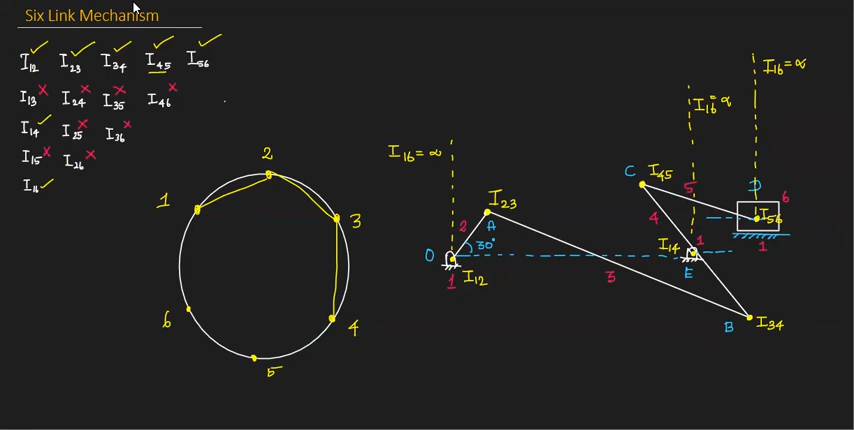 Six Link Mechanism
I12 I23 I34 I45 I56
I13 I24 I35 I46
I14 I25 I36
I15 I26
I16
1
2
3
4
5
6
I16 = ∝
I16 = ∝
I16 = ∝
I23
A
2
O
30°
1
I12
3
C
I45
5
D
6
4
I56
I14
1
1
E
B
I34